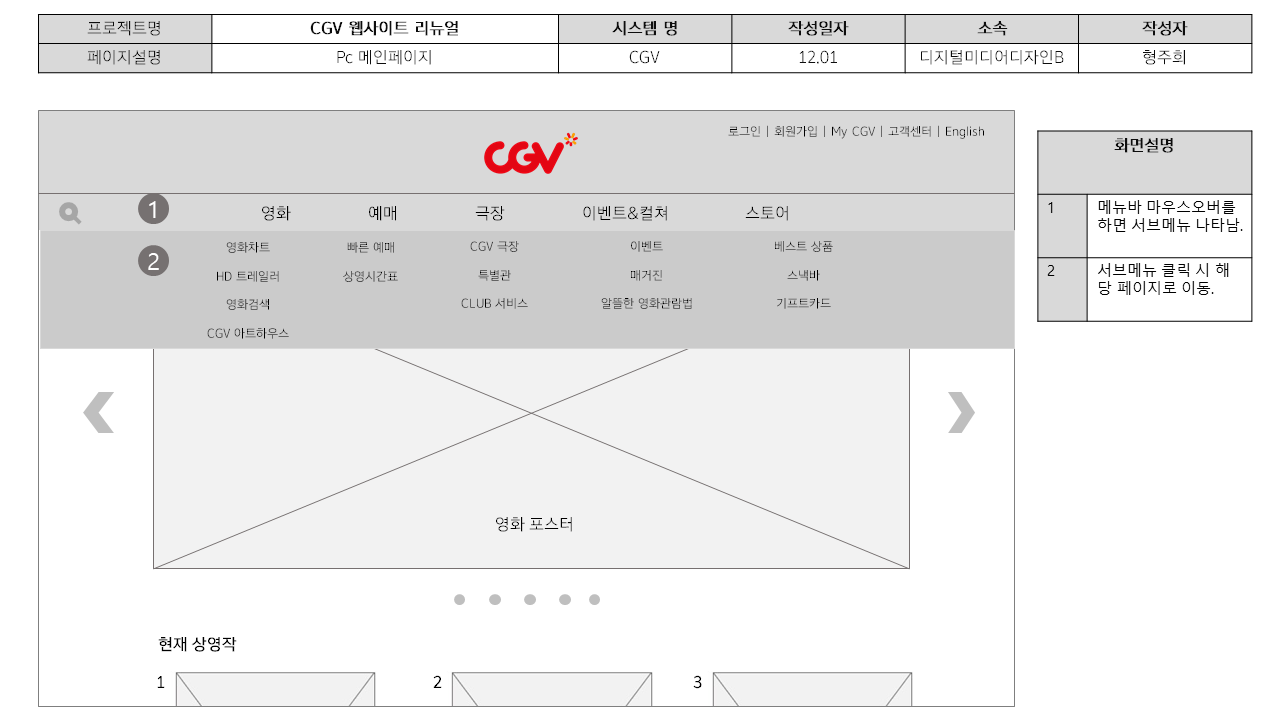 프로젝트명 CGV 웹사이트 리뉴얼 시스템 명 작성일자 소속 작성자
페이지설명 Pc 메인페이지 CGV 12.01 디지털미디어디자인B 형주희
로그인 | 회원가입 | My CGV | 고객센터 | English
CGV
1 영화 예매 극장 이벤트&컬쳐 스토어
2
영화차트 빠른 예매 CGV 극장 이벤트 베스트 상품
HD 트레일러 상영시간표 특별관 매거진 스낵바
영화검색 CLUB 서비스 알뜰한 영화관람법 기프트카드
CGV 아트하우스
영화 포스터
현재 상영작
1 2 3
화면설명
1 메뉴바 마우스오버를
하면 서브메뉴 나타남.
2 서브메뉴 클릭 시 해
당 페이지로 이동.